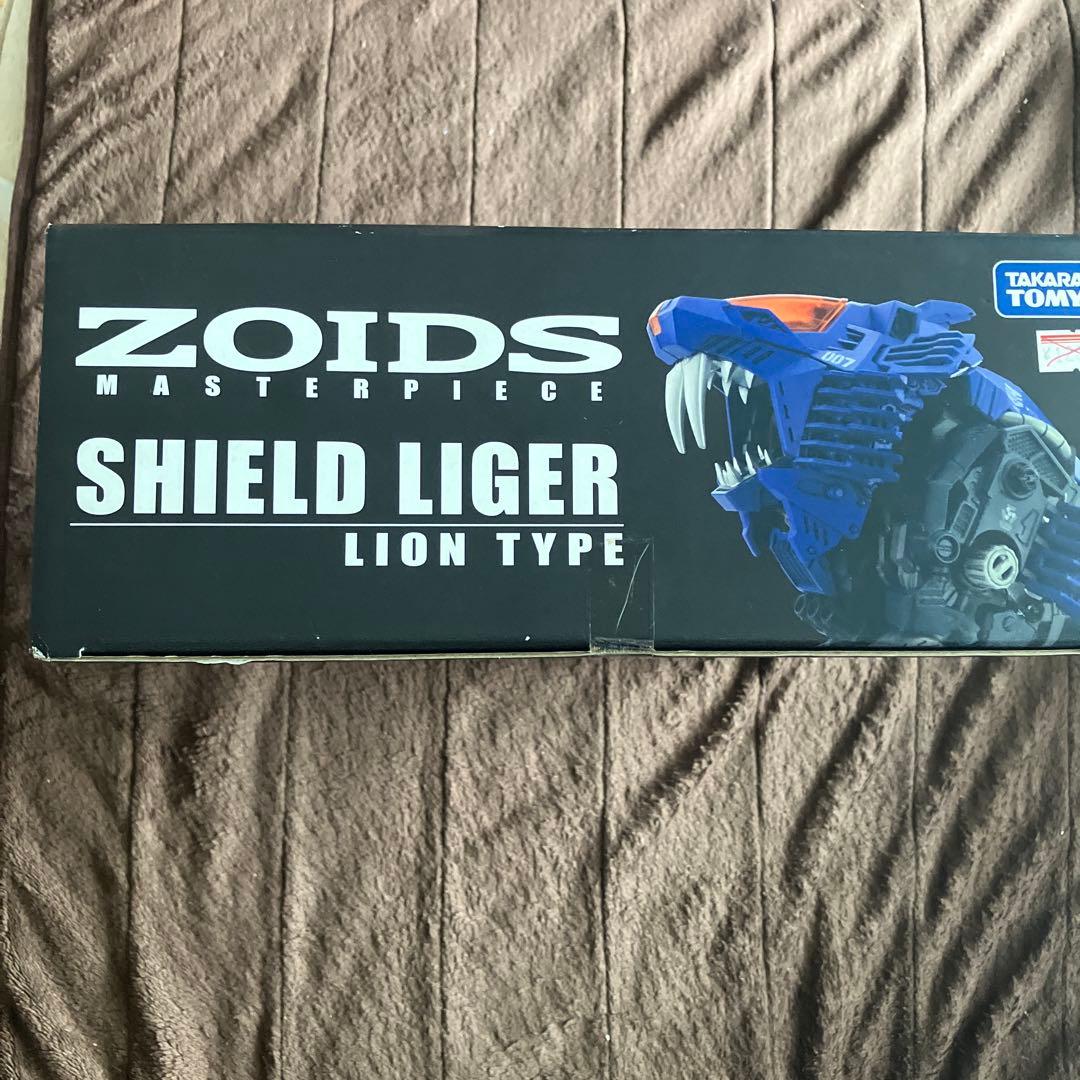 ZOIDS
MASTERPIECE
SHIELD LIGER
LION TYPE
TAKARA
TOMY
007